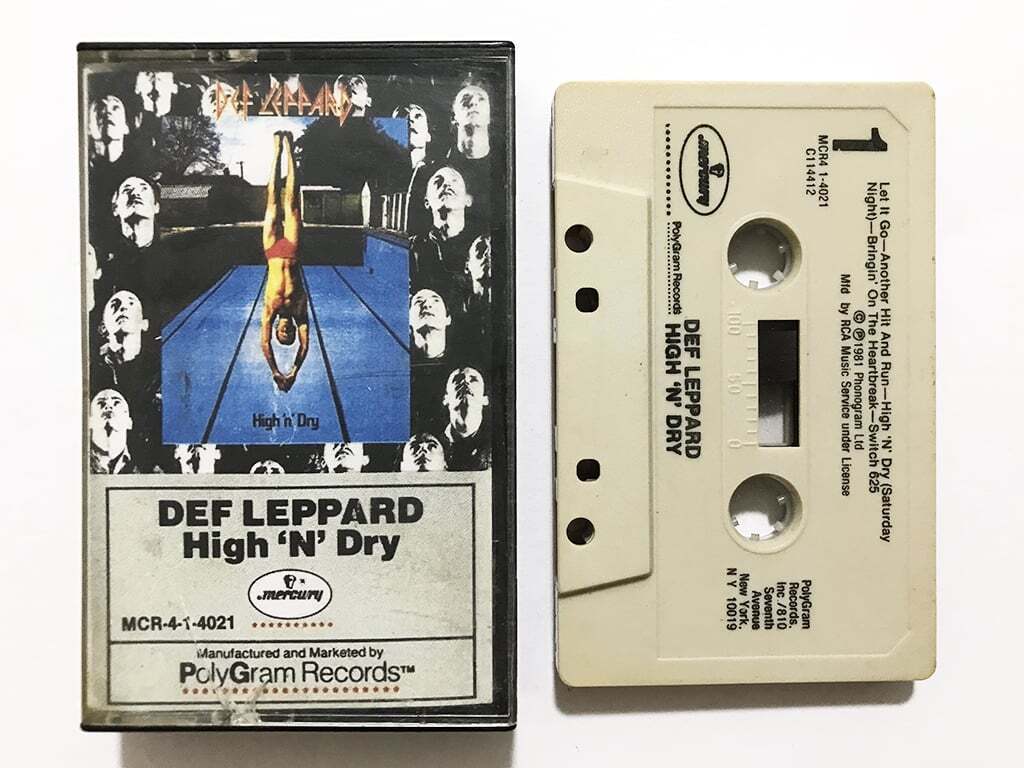 DEF LEPPARD
High 'n' Dry
DEF LEPPARD
High ‘N’ Dry
mercury
MCR-4-1-4021
Manufactured and Marketed by
PolyGram Records™
1
MCR4 1-4021
C114412
Let It Go—Another Hit And Run—High 'N' Dry (Saturday
Night)—Bringin' On The Heartbreak—Switch 625
© ℗1981 Phonogram Ltd
Mfd by RCA Music Service under License
mercury
PolyGram Records
DEF LEPPARD
HIGH 'N' DRY
100 50 0
PolyGram
Records,
Inc./810
Seventh
Avenue
New York,
N Y 10019